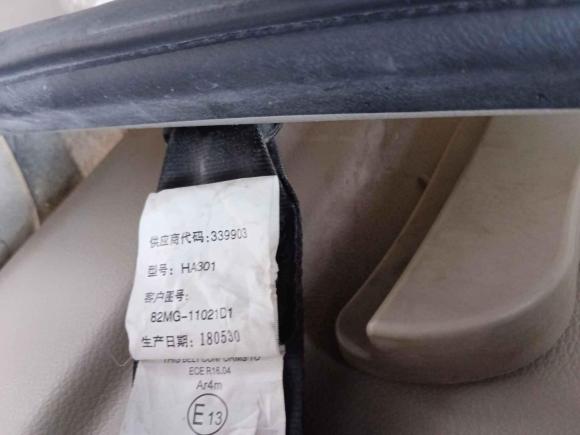 供应商代码:339903
型号: HA301
客户图号:
82MG-11021D1
生产日期: 180530
THIS BELT CONFORMS TO
ECE R16.04
Ar4m
E 13